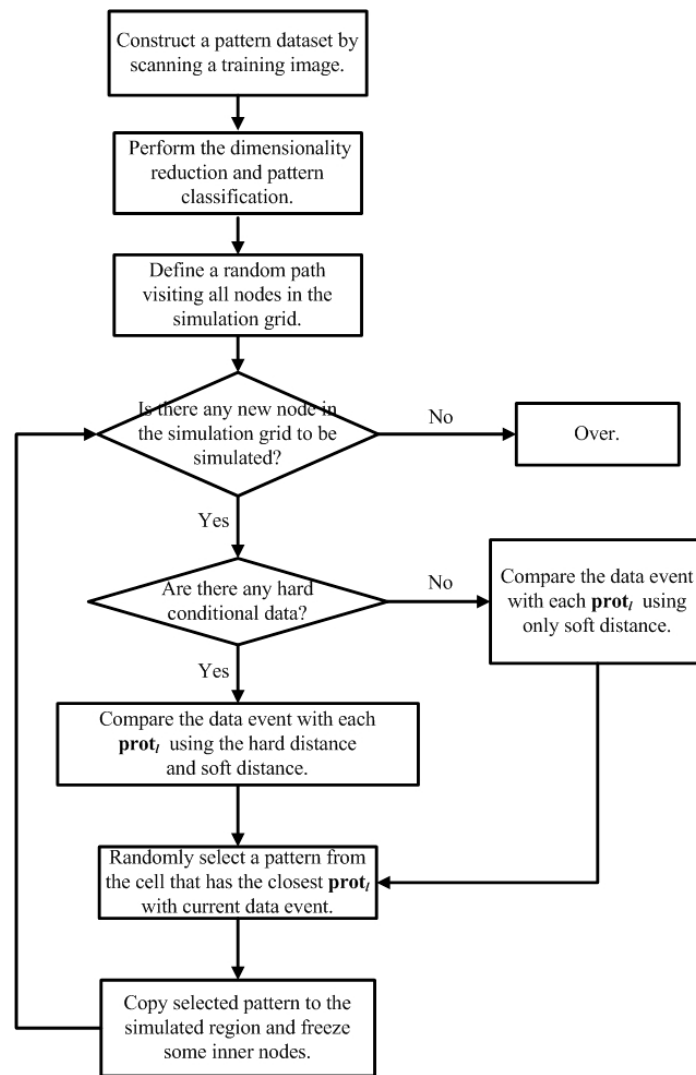 Construct a pattern dataset by
scanning a training image.
Perform the dimensionality
reduction and pattern
classification.
Define a random path
visiting all nodes in the
simulation grid.
Is there any new node in
the simulation grid to be
simulated?
No
Over.
Yes
Are there any hard
conditional data?
No
Compare the data event
with each prot_l using
only soft distance.
Yes
Compare the data event with each
prot_l using the hard distance
and soft distance.
Randomly select a pattern from
the cell that has the closest prot_l
with current data event.
Copy selected pattern to the
simulated region and freeze
some inner nodes.